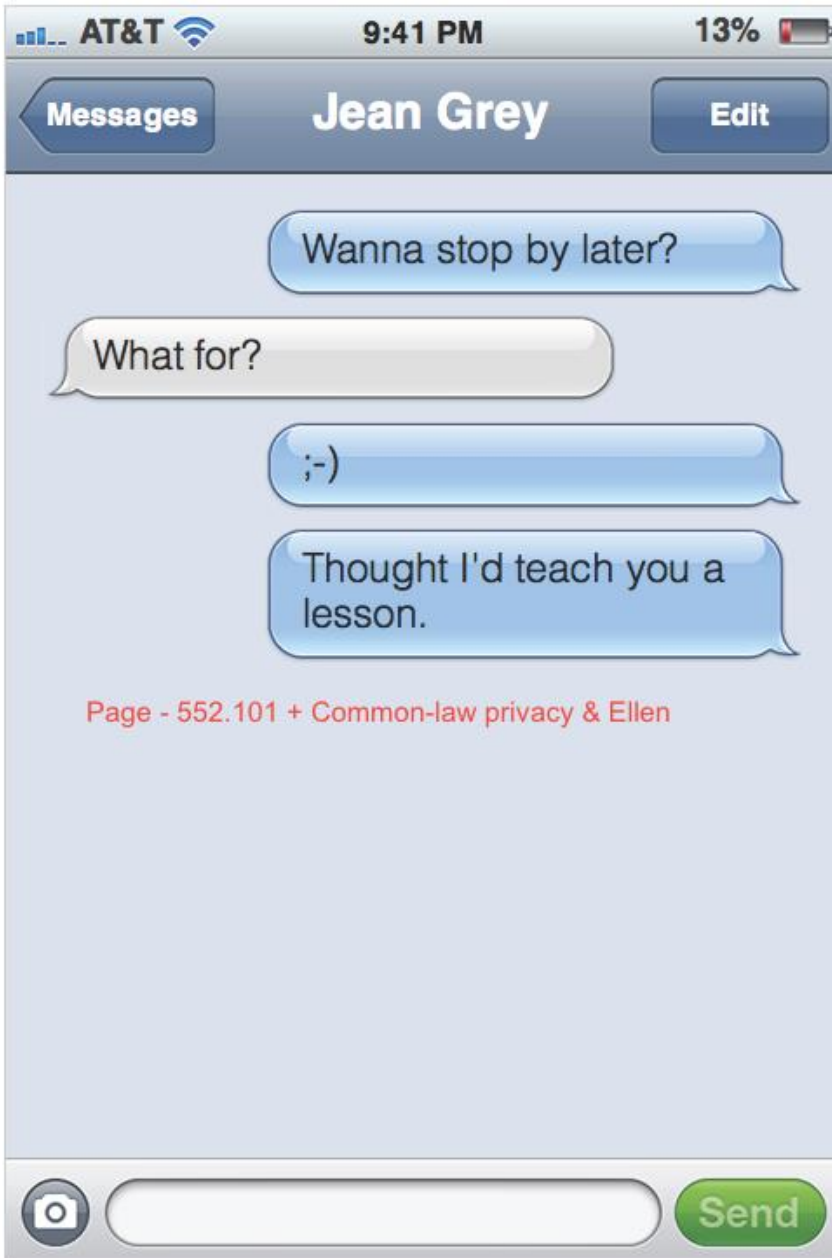 AT&T 9:41 PM 13%
Messages Jean Grey Edit
Wanna stop by later?
What for?
;-)
Thought I'd teach you a
lesson.
Page - 552.101 + Common-law privacy & Ellen
Send